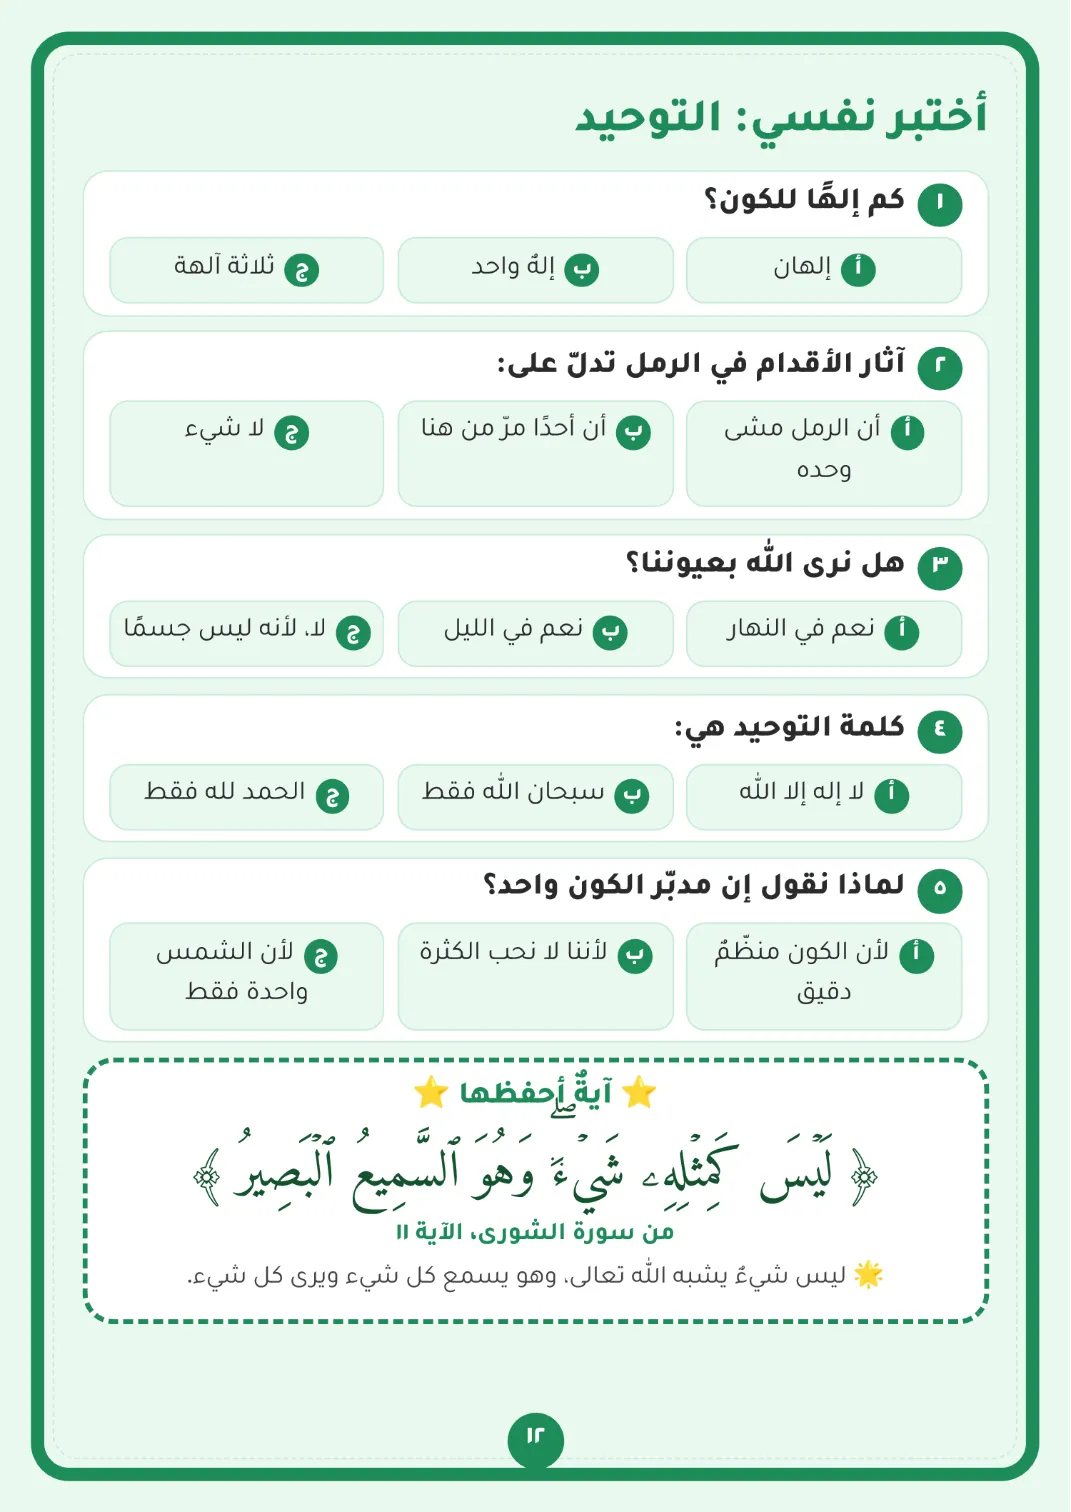 أختبر نفسي: التوحيد
١ كم إلهًا للكون؟
أ إلهان
ب إلهٌ واحد
ج ثلاثة آلهة
٢ آثار الأقدام في الرمل تدلّ على:
أ أن الرمل مشى
وحده
ب أن أحدًا مرّ من هنا
ج لا شيء
٣ هل نرى الله بعيوننا؟
أ نعم في النهار
ب نعم في الليل
ج لا، لأنه ليس جسمًا
٤ كلمة التوحيد هي:
أ لا إله إلا الله
ب سبحان الله فقط
ج الحمد لله فقط
٥ لماذا نقول إن مدبّر الكون واحد؟
أ لأن الكون منظّمٌ
دقيق
ب لأننا لا نحب الكثرة
ج لأن الشمس
واحدة فقط
⭐ آيةٌ أحفظها ⭐
﴿ لَيۡسَ كَمِثۡلِهِۦ شَيۡءٞۖ وَهُوَ ٱلسَّمِيعُ ٱلۡبَصِيرُ ﴾
من سورة الشورى، الآية ١١
🌟 ليس شيءٌ يشبه الله تعالى، وهو يسمع كل شيء ويرى كل شيء.
١٢